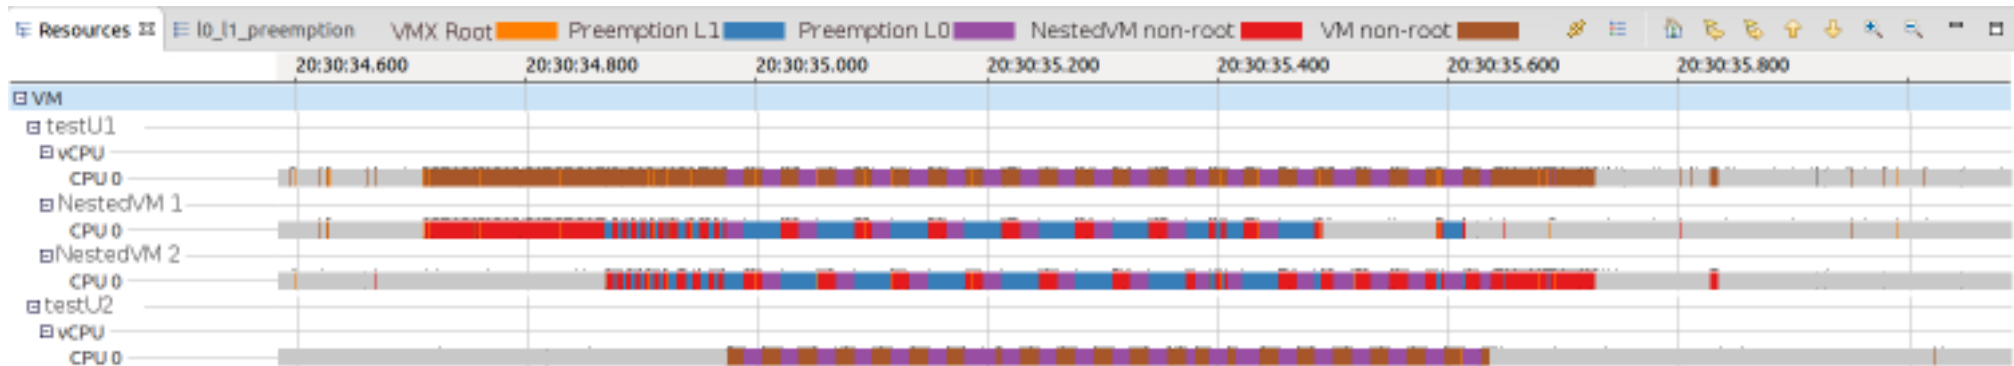 Resources l0_l1_preemption VMX Root Preemption L1 Preemption L0 NestedVM non-root VM non-root
20:30:34.600 20:30:34.800 20:30:35.000 20:30:35.200 20:30:35.400 20:30:35.600 20:30:35.800
VM
testU1
vCPU
CPU 0
NestedVM 1
CPU 0
NestedVM 2
CPU 0
testU2
vCPU
CPU 0